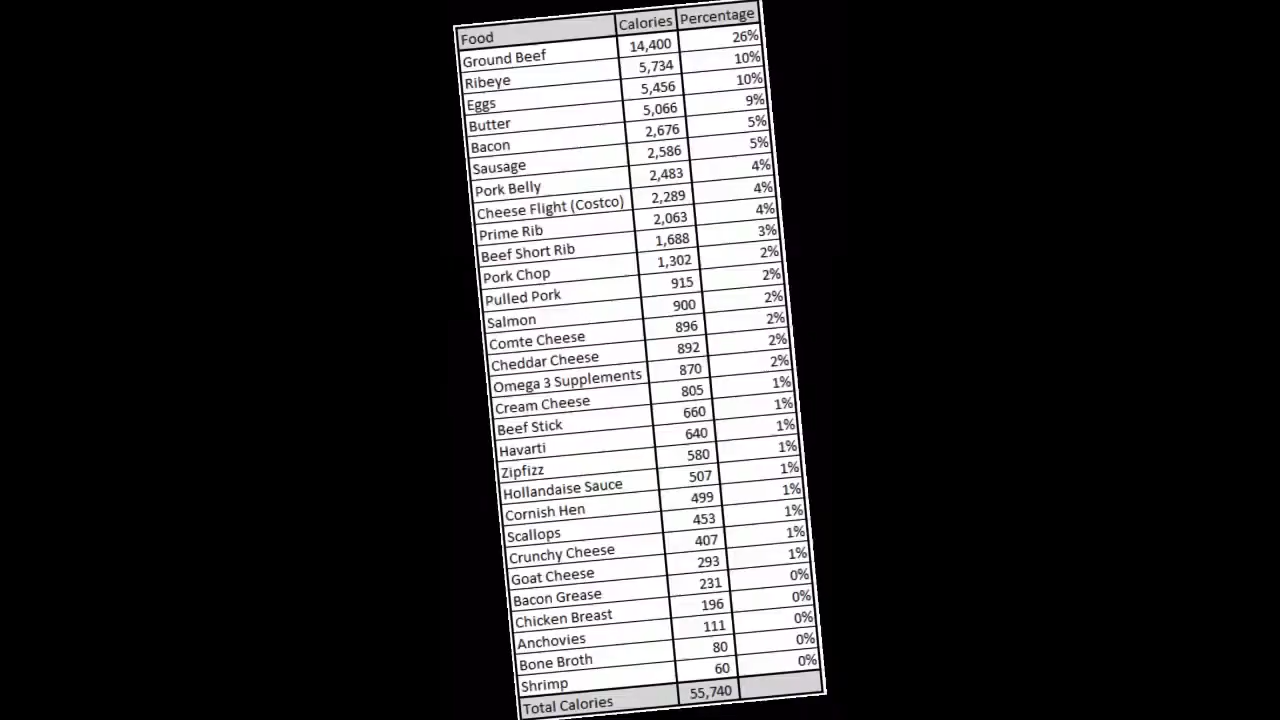 Food Calories Percentage
Ground Beef 14,400 26%
Ribeye 5,734 10%
Eggs 5,456 10%
Butter 5,066 9%
Bacon 2,676 5%
Sausage 2,586 5%
Pork Belly 2,483 4%
Cheese Flight (Costco) 2,289 4%
Prime Rib 2,063 4%
Beef Short Rib 1,688 3%
Pork Chop 1,302 2%
Pulled Pork 915 2%
Salmon 900 2%
Comte Cheese 896 2%
Cheddar Cheese 892 2%
Omega 3 Supplements 870 2%
Cream Cheese 805 1%
Beef Stick 660 1%
Havarti 640 1%
Zipfizz 580 1%
Hollandaise Sauce 507 1%
Cornish Hen 499 1%
Scallops 453 1%
Crunchy Cheese 407 1%
Goat Cheese 293 1%
Bacon Grease 231 0%
Chicken Breast 196 0%
Anchovies 111 0%
Bone Broth 80 0%
Shrimp 60 0%
Total Calories 55,740